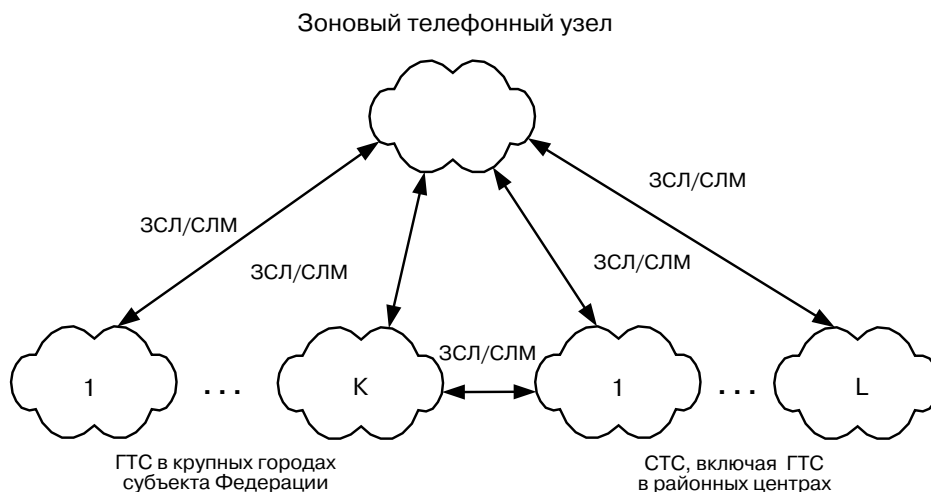 Зоновый телефонный узел
ЗСЛ/СЛМ
ЗСЛ/СЛМ
ЗСЛ/СЛМ
ЗСЛ/СЛМ
ЗСЛ/СЛМ
1
. . .
K
1
. . .
L
ГТС в крупных городах
субъекта Федерации
СТС, включая ГТС
в районных центрах